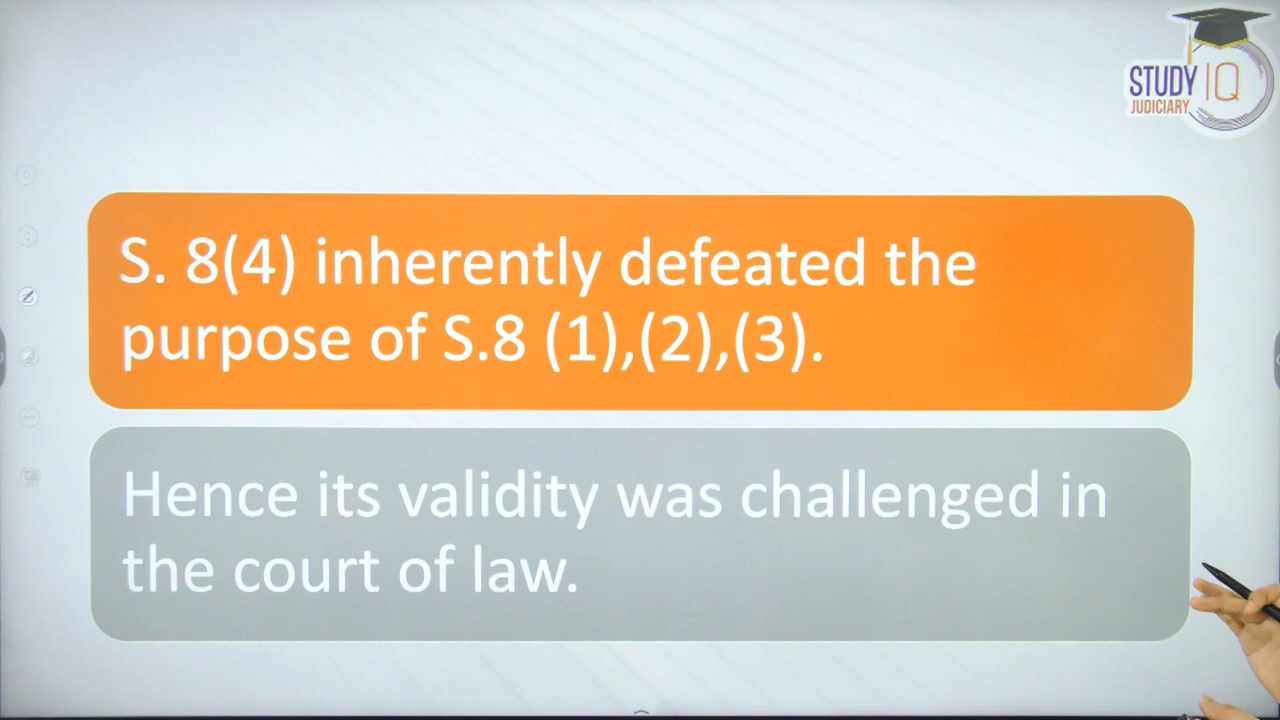 STUDY IQ
JUDICIARY
S. 8(4) inherently defeated the
purpose of S.8 (1),(2),(3).
Hence its validity was challenged in
the court of law.